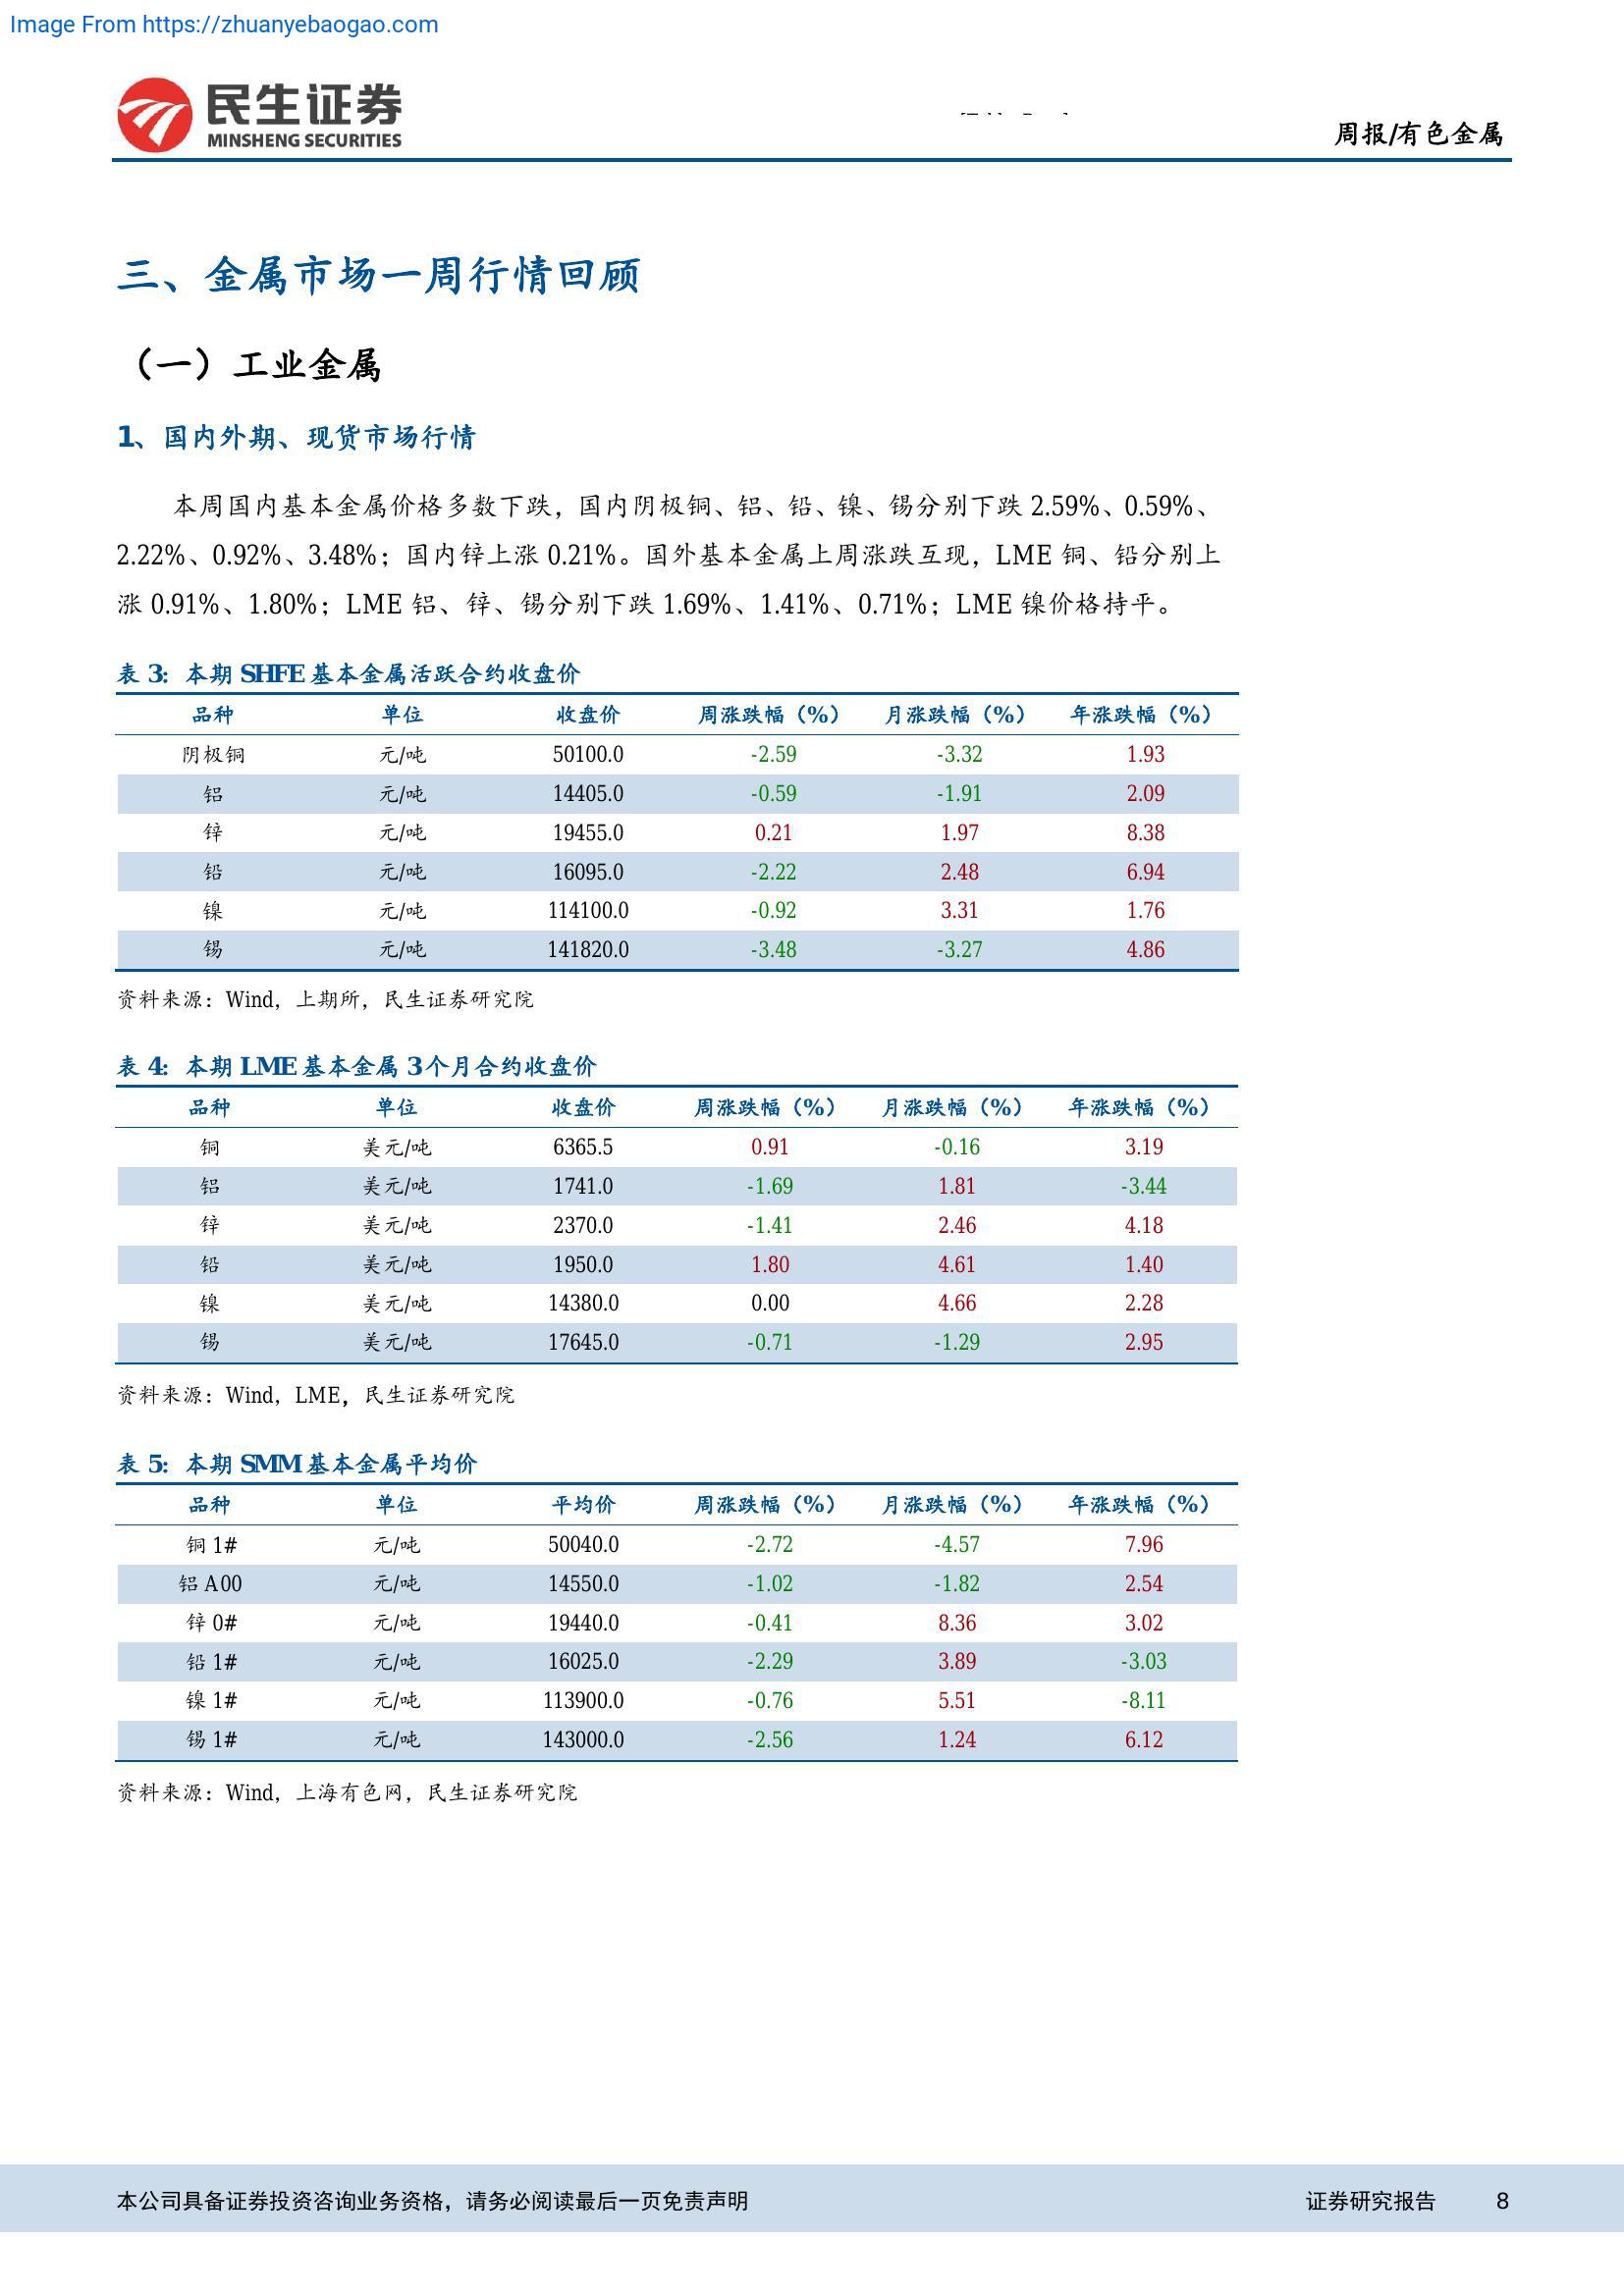 Image From https://zhuanyebaogao.com
民生证券
MINSHENG SECURITIES
周报/有色金属
三、金属市场一周行情回顾
（一）工业金属
1、国内外期、现货市场行情
本周国内基本金属价格多数下跌，国内阴极铜、铝、铅、镍、锡分别下跌 2.59%、0.59%、
2.22%、0.92%、3.48%；国内锌上涨 0.21%。国外基本金属上周涨跌互现，LME 铜、铅分别上
涨 0.91%、1.80%；LME 铝、锌、锡分别下跌 1.69%、1.41%、0.71%；LME 镍价格持平。
表 3: 本期 SHFE 基本金属活跃合约收盘价
品种 单位 收盘价 周涨跌幅（%） 月涨跌幅（%） 年涨跌幅（%）
阴极铜 元/吨 50100.0 -2.59 -3.32 1.93
铝 元/吨 14405.0 -0.59 -1.91 2.09
锌 元/吨 19455.0 0.21 1.97 8.38
铅 元/吨 16095.0 -2.22 2.48 6.94
镍 元/吨 114100.0 -0.92 3.31 1.76
锡 元/吨 141820.0 -3.48 -3.27 4.86
资料来源：Wind，上期所，民生证券研究院
表 4: 本期 LME 基本金属 3 个月合约收盘价
品种 单位 收盘价 周涨跌幅（%） 月涨跌幅（%） 年涨跌幅（%）
铜 美元/吨 6365.5 0.91 -0.16 3.19
铝 美元/吨 1741.0 -1.69 1.81 -3.44
锌 美元/吨 2370.0 -1.41 2.46 4.18
铅 美元/吨 1950.0 1.80 4.61 1.40
镍 美元/吨 14380.0 0.00 4.66 2.28
锡 美元/吨 17645.0 -0.71 -1.29 2.95
资料来源：Wind，LME，民生证券研究院
表 5: 本期 SMM 基本金属平均价
品种 单位 平均价 周涨跌幅（%） 月涨跌幅（%） 年涨跌幅（%）
铜 1# 元/吨 50040.0 -2.72 -4.57 7.96
铝 A00 元/吨 14550.0 -1.02 -1.82 2.54
锌 0# 元/吨 19440.0 -0.41 8.36 3.02
铅 1# 元/吨 16025.0 -2.29 3.89 -3.03
镍 1# 元/吨 113900.0 -0.76 5.51 -8.11
锡 1# 元/吨 143000.0 -2.56 1.24 6.12
资料来源：Wind，上海有色网，民生证券研究院
本公司具备证券投资咨询业务资格，请务必阅读最后一页免责声明 证券研究报告 8